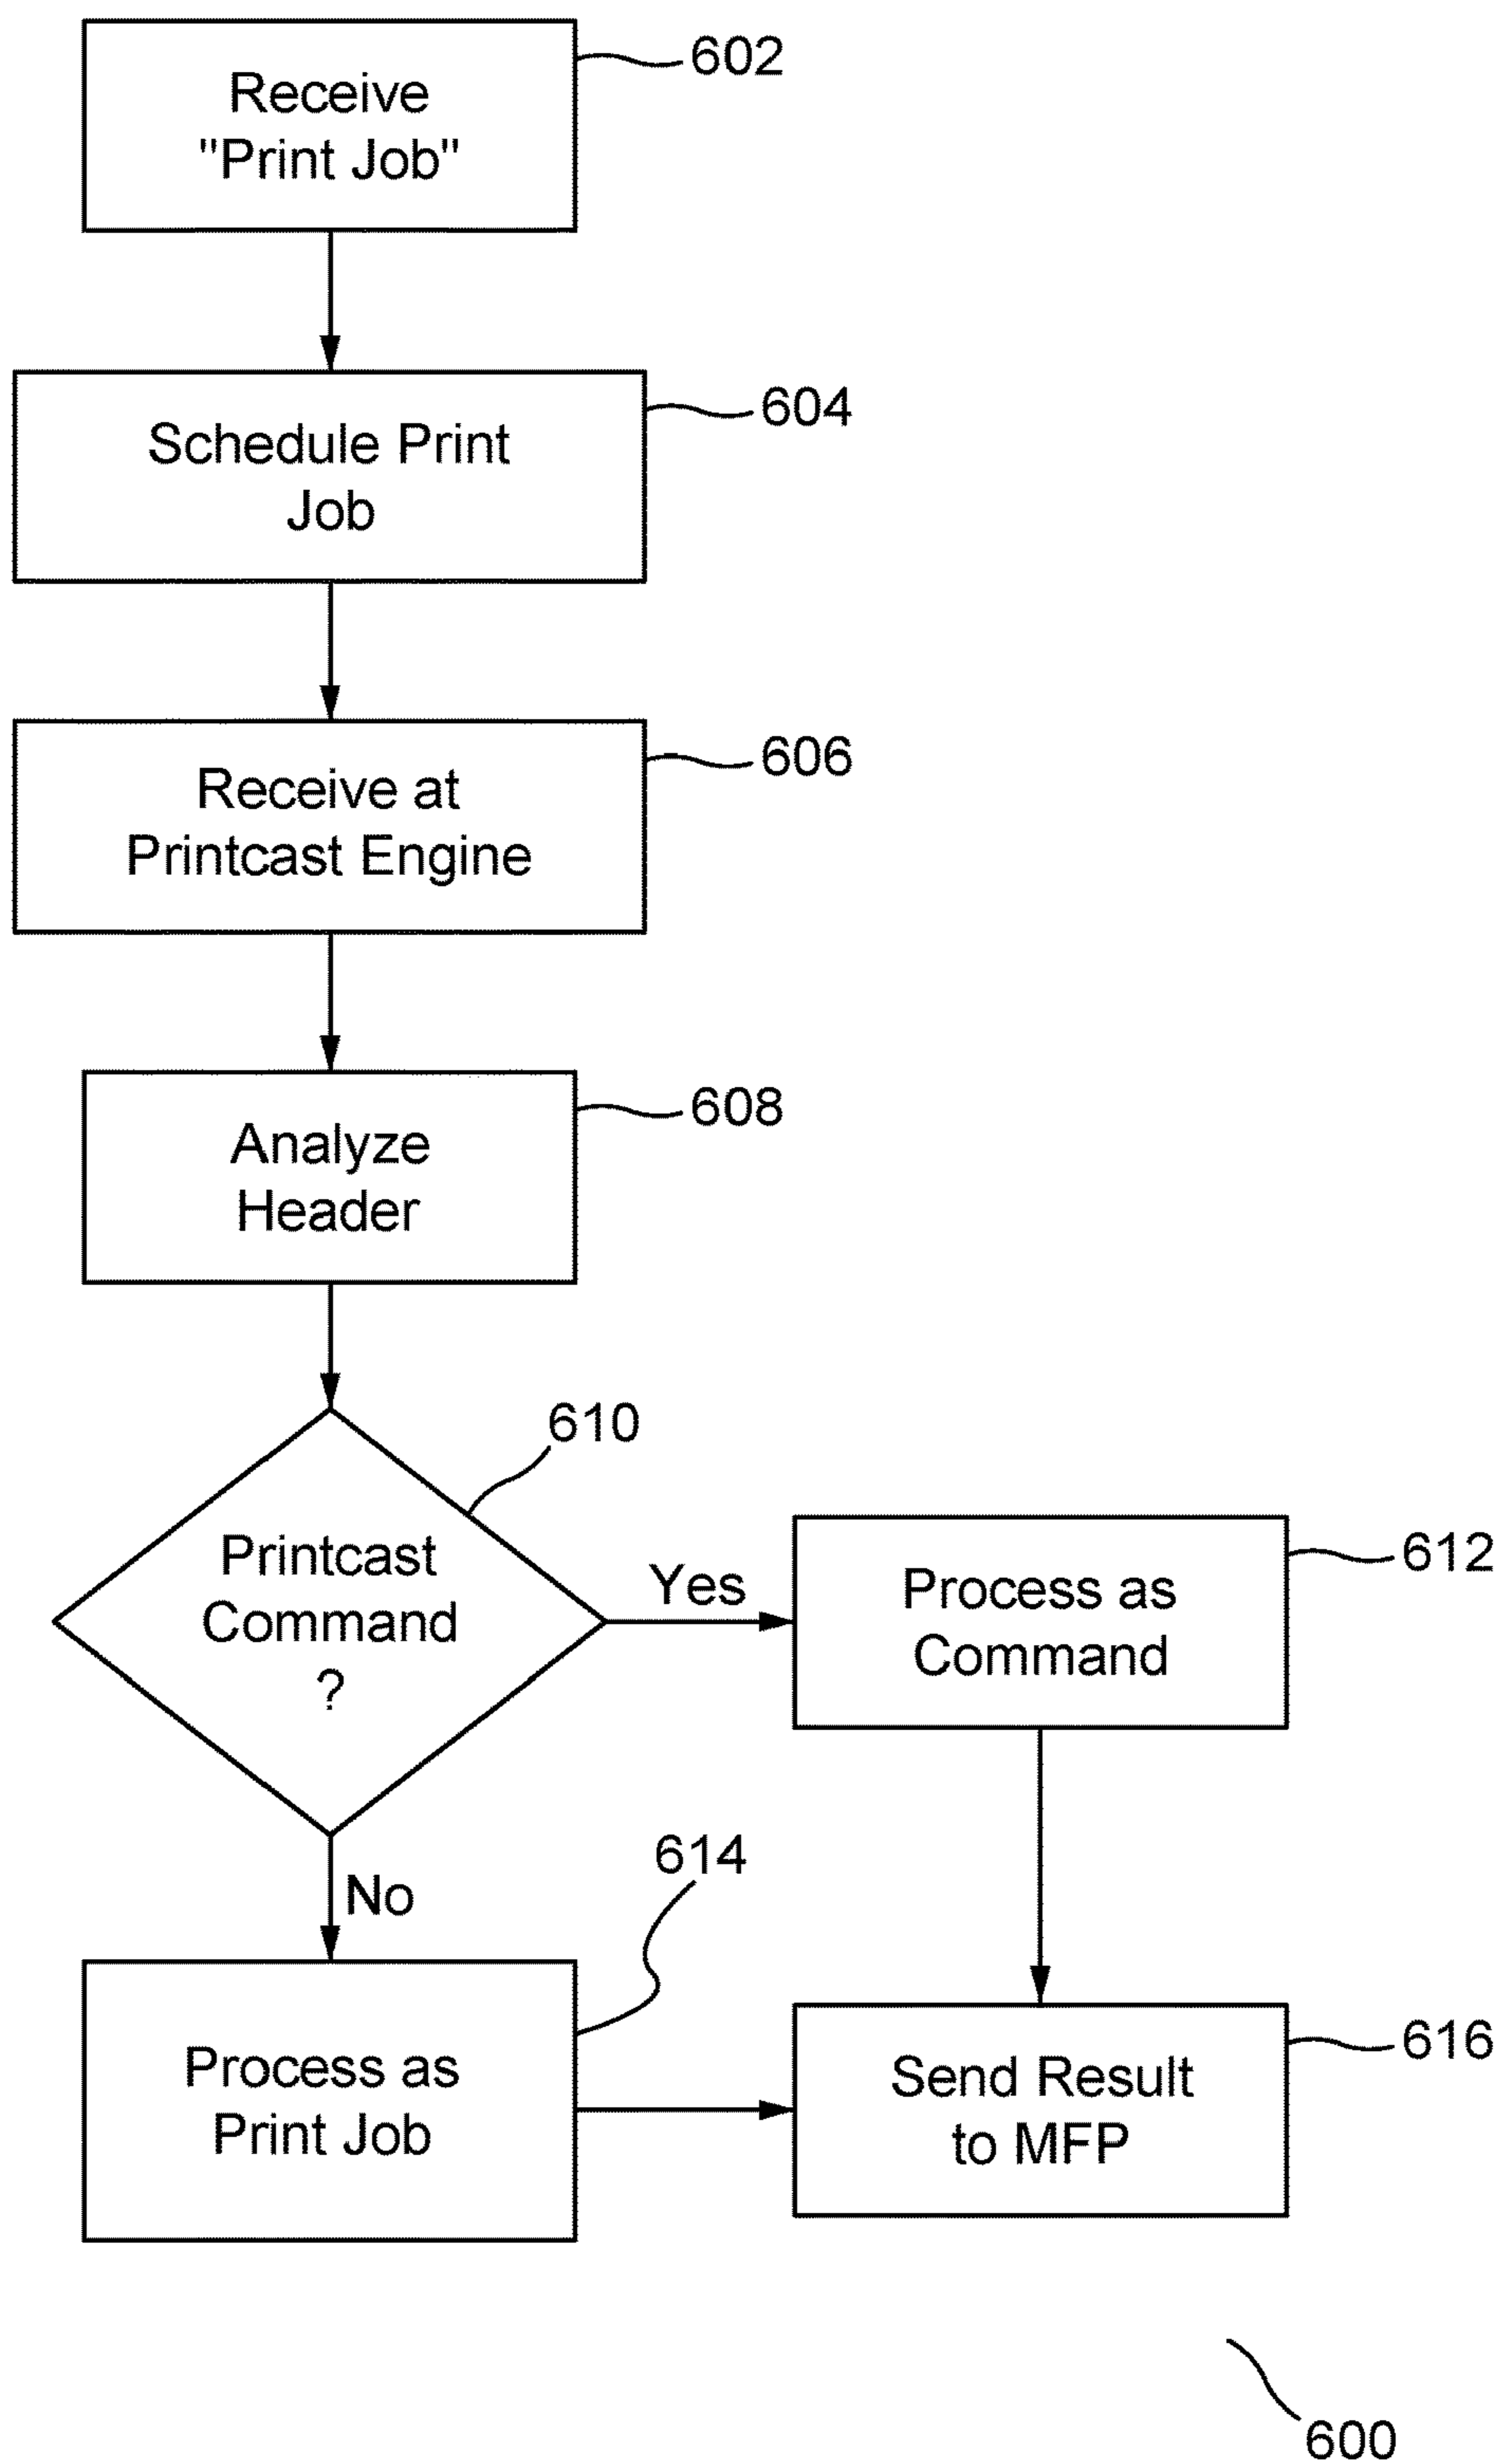 602
Receive
"Print Job"
604
Schedule Print
Job
606
Receive at
Printcast Engine
608
Analyze
Header
610
Printcast
Command
?
Yes
612
Process as
Command
No
614
Process as
Print Job
616
Send Result
to MFP
600